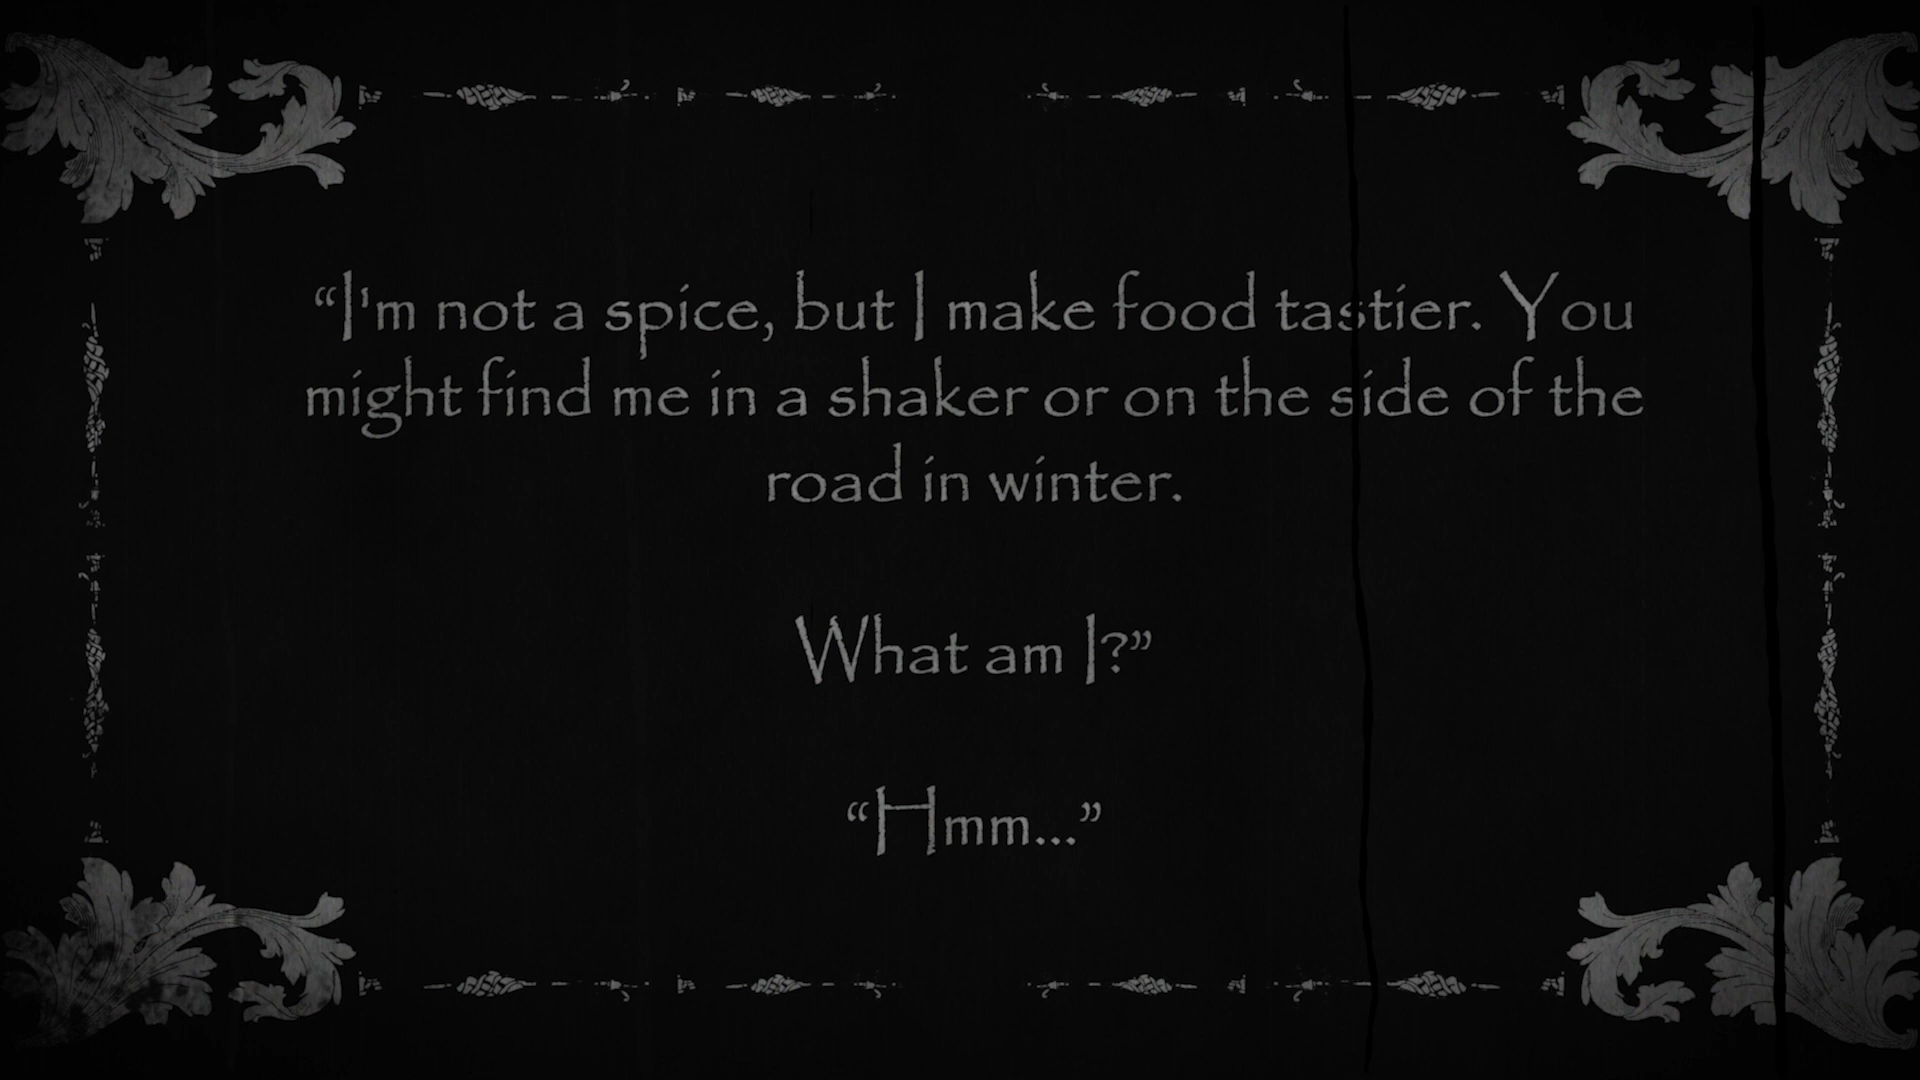 “I'm not a spice, but I make food tastier. You
might find me in a shaker or on the side of the
road in winter.
What am I?”
“Hmm...”